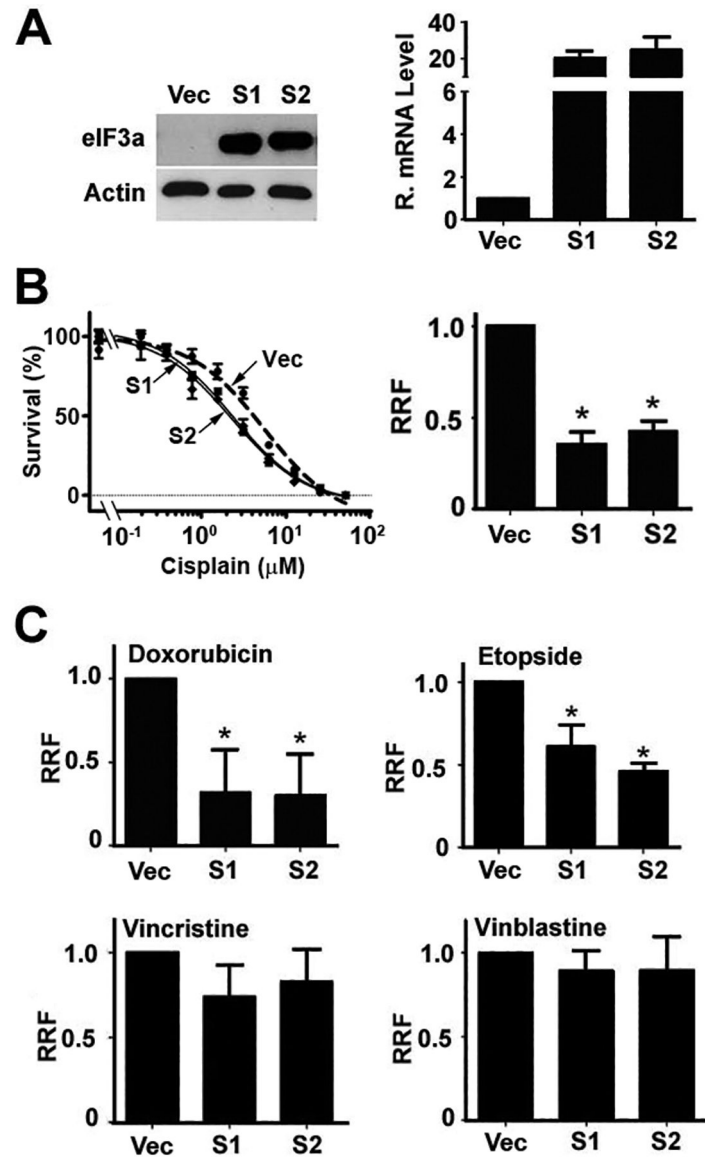 A
Vec S1 S2
eIF3a
Actin
R. mRNA Level
40
20
6
4
2
0
Vec S1 S2
B
Survival (%)
100
50
0
S1
S2
Vec
10-1 100 101 102
Cisplain (µM)
RRF
1.0
0.5
0
* *
Vec S1 S2
C
Doxorubicin
RRF
1.0
0.5
0
* *
Vec S1 S2
Etopside
RRF
1.0
0.5
0
* *
Vec S1 S2
Vincristine
RRF
1.0
0.5
0
Vec S1 S2
Vinblastine
RRF
1.0
0.5
0
Vec S1 S2